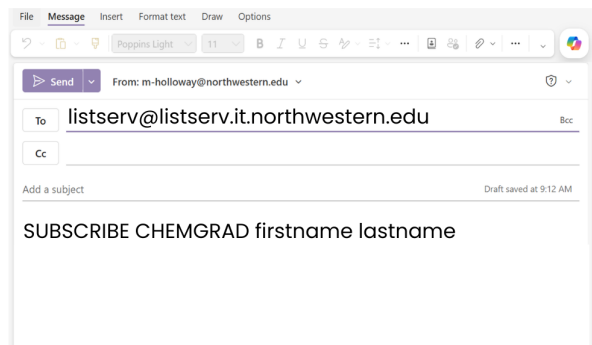 File Message Insert Format text Draw Options
Poppins Light 11 B I U S
Send From: m-holloway@northwestern.edu
To listserv@listserv.it.northwestern.edu Bcc
Cc
Add a subject Draft saved at 9:12 AM
SUBSCRIBE CHEMGRAD firstname lastname